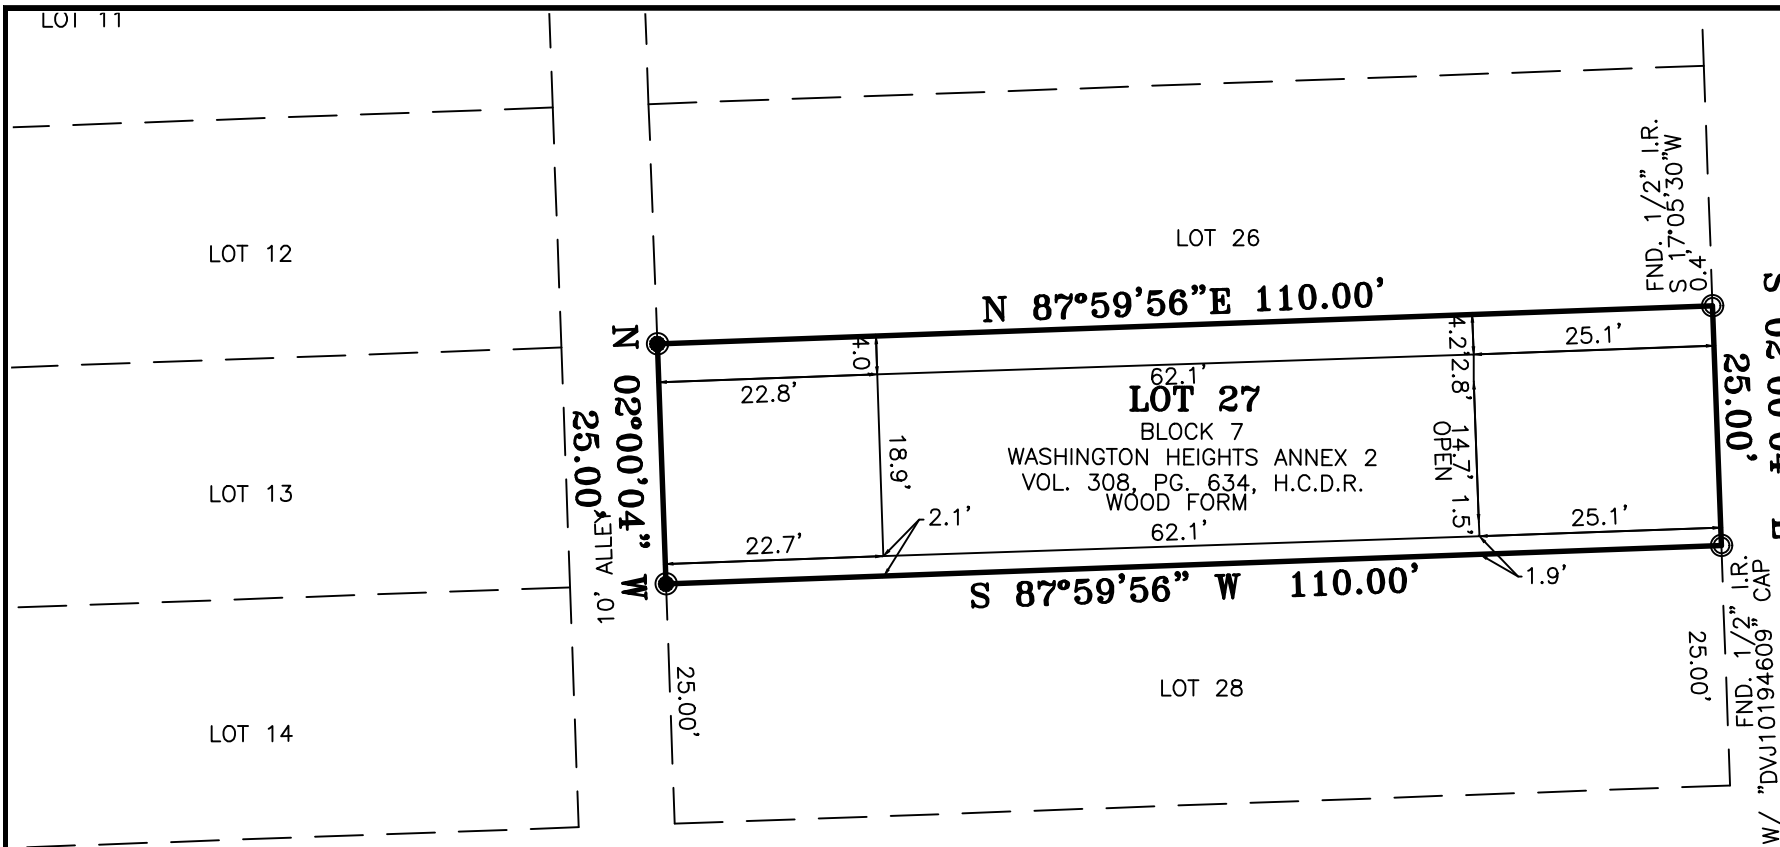 LOT 11
LOT 12
LOT 13
LOT 14
10' ALLEY
LOT 26
FND. 1/2" I.R.
S 17°05'30"W
0.4'
N 87°59'56"E 110.00'
N 02°00'04" W
25.00'
S 02°00'04" E
25.00'
4.0'
4.2'
25.1'
22.8'
62.1'
2.8'
LOT 27
BLOCK 7
WASHINGTON HEIGHTS ANNEX 2
VOL. 308, PG. 634, H.C.D.R.
WOOD FORM
14.7'
OPEN
1.5'
18.9'
2.1'
62.1'
25.1'
22.7'
1.9'
S 87°59'56" W 110.00'
25.00'
LOT 28
25.00'
FND. 1/2" I.R.
W/ "DVJ10194609" CAP